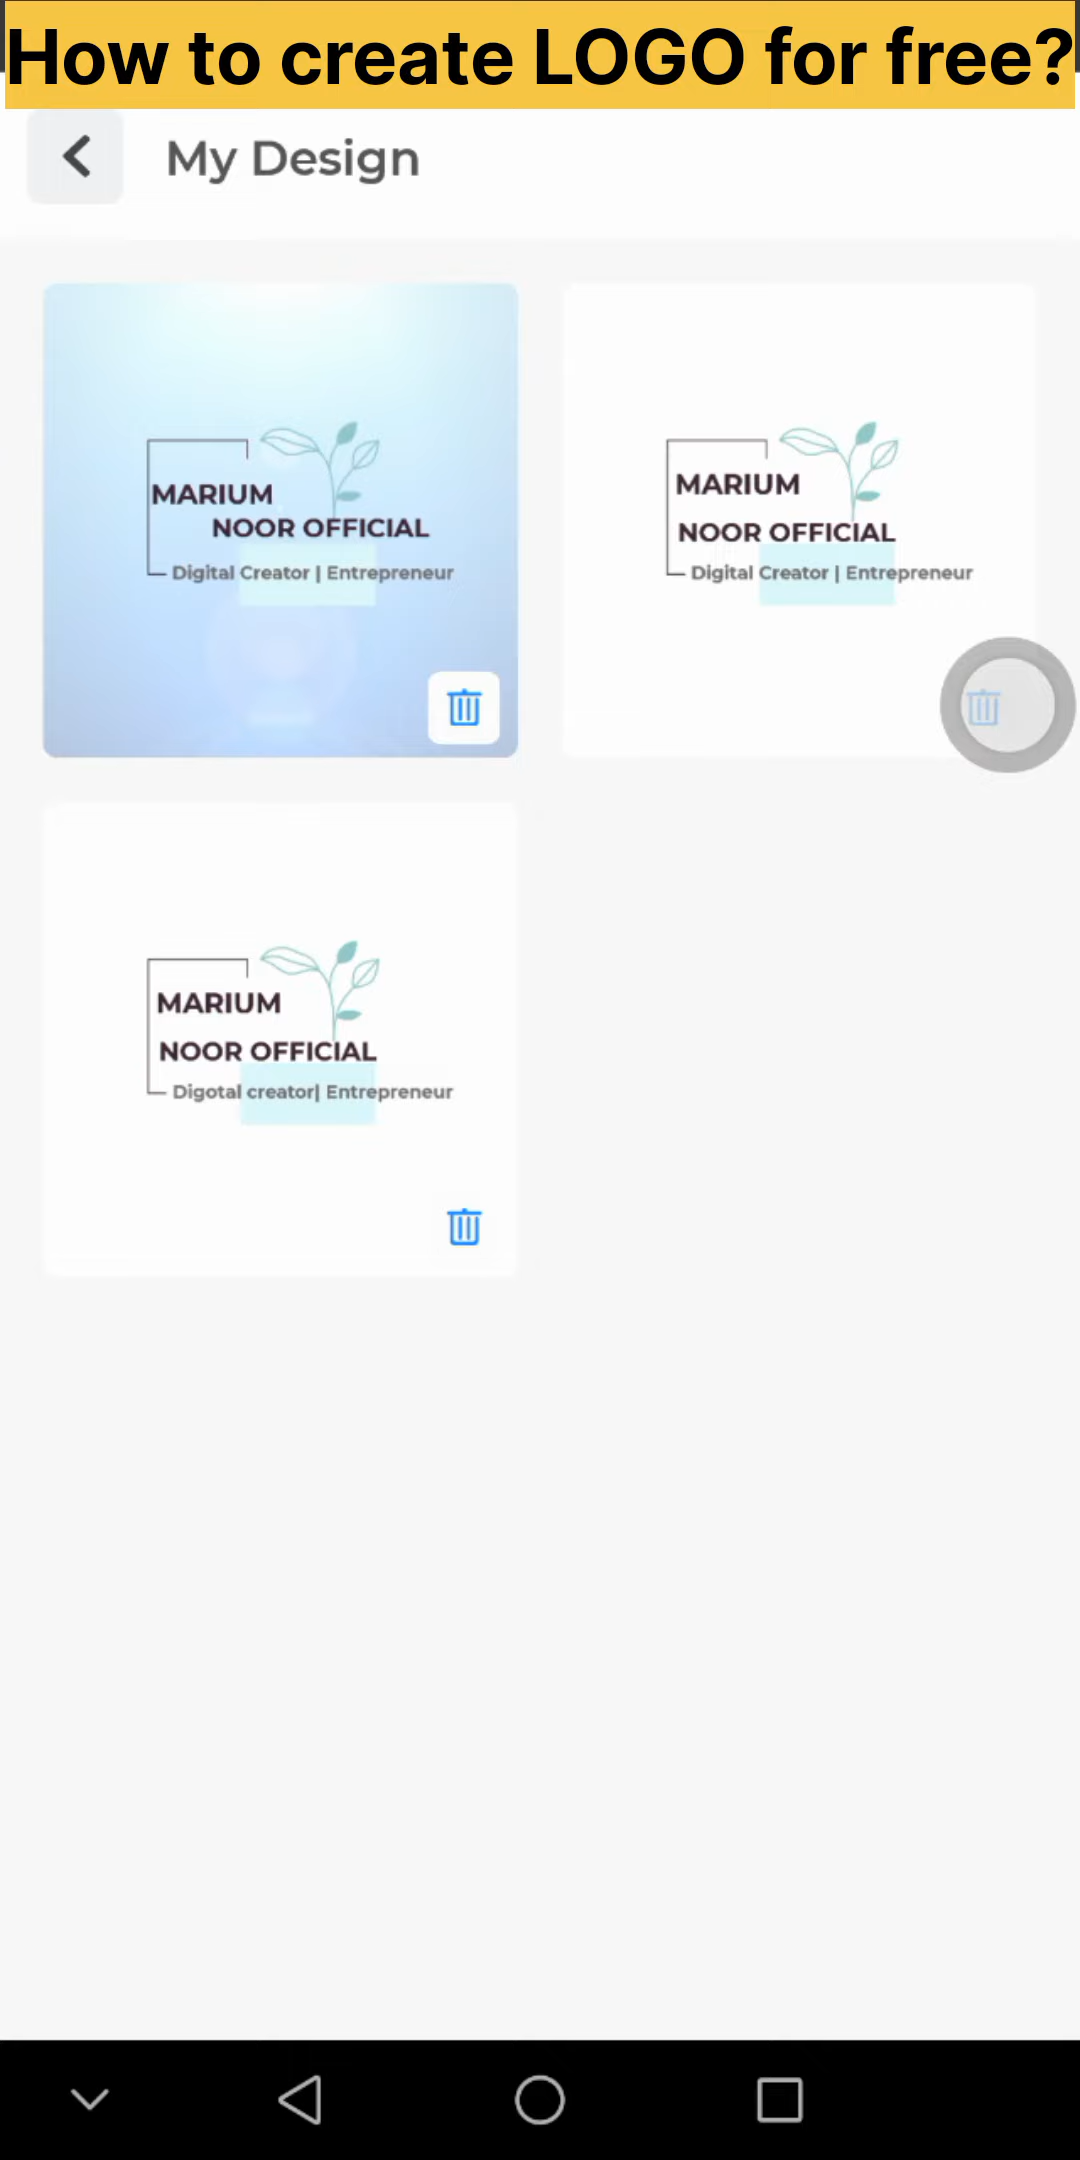 How to create LOGO for free?
My Design
MARIUM
NOOR OFFICIAL
Digital Creator | Entrepreneur
MARIUM
NOOR OFFICIAL
Digital Creator | Entrepreneur
MARIUM
NOOR OFFICIAL
Digotal creator| Entrepreneur